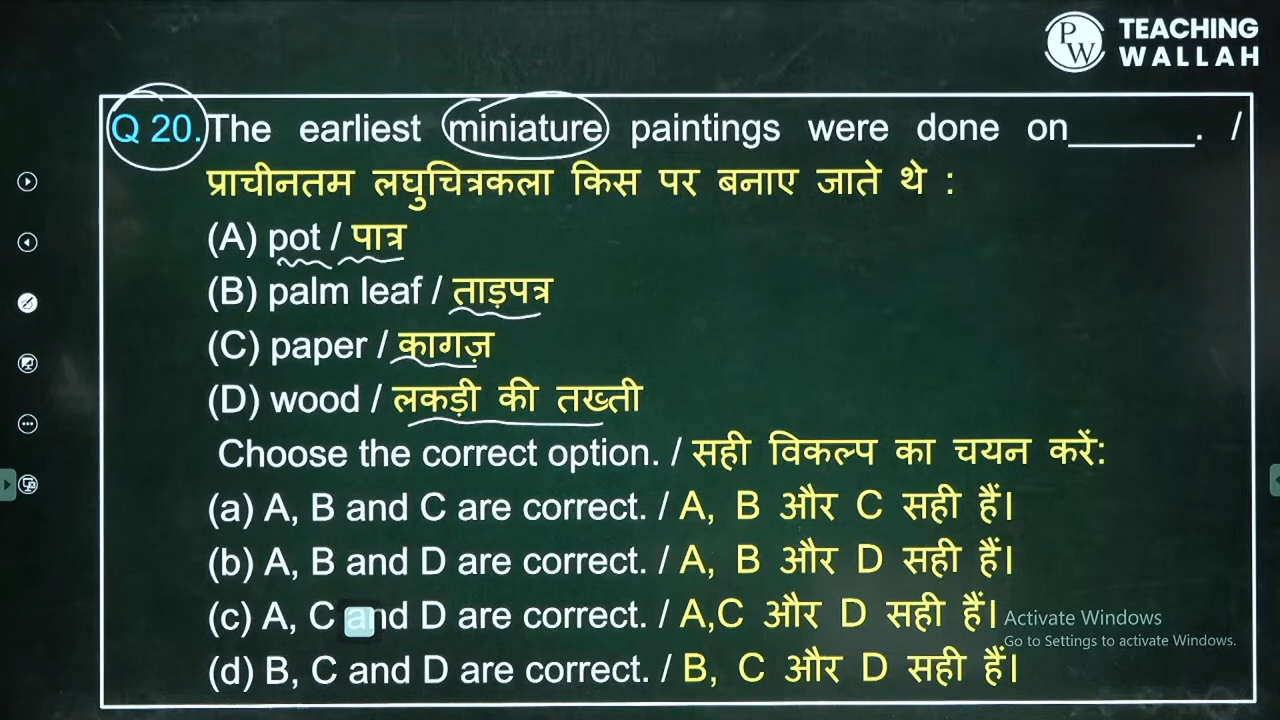 TEACHING
WALLAH
PW
Q 20. The earliest miniature paintings were done on______. /
प्राचीनतम लघुचित्रकला किस पर बनाए जाते थे :
(A) pot / पात्र
(B) palm leaf / ताड़पत्र
(C) paper / कागज़
(D) wood / लकड़ी की तख्ती
Choose the correct option. / सही विकल्प का चयन करें:
(a) A, B and C are correct. / A, B और C सही हैं।
(b) A, B and D are correct. / A, B और D सही हैं।
(c) A, C and D are correct. / A,C और D सही हैं।
Activate Windows
Go to Settings to activate Windows.
(d) B, C and D are correct. / B, C और D सही हैं।